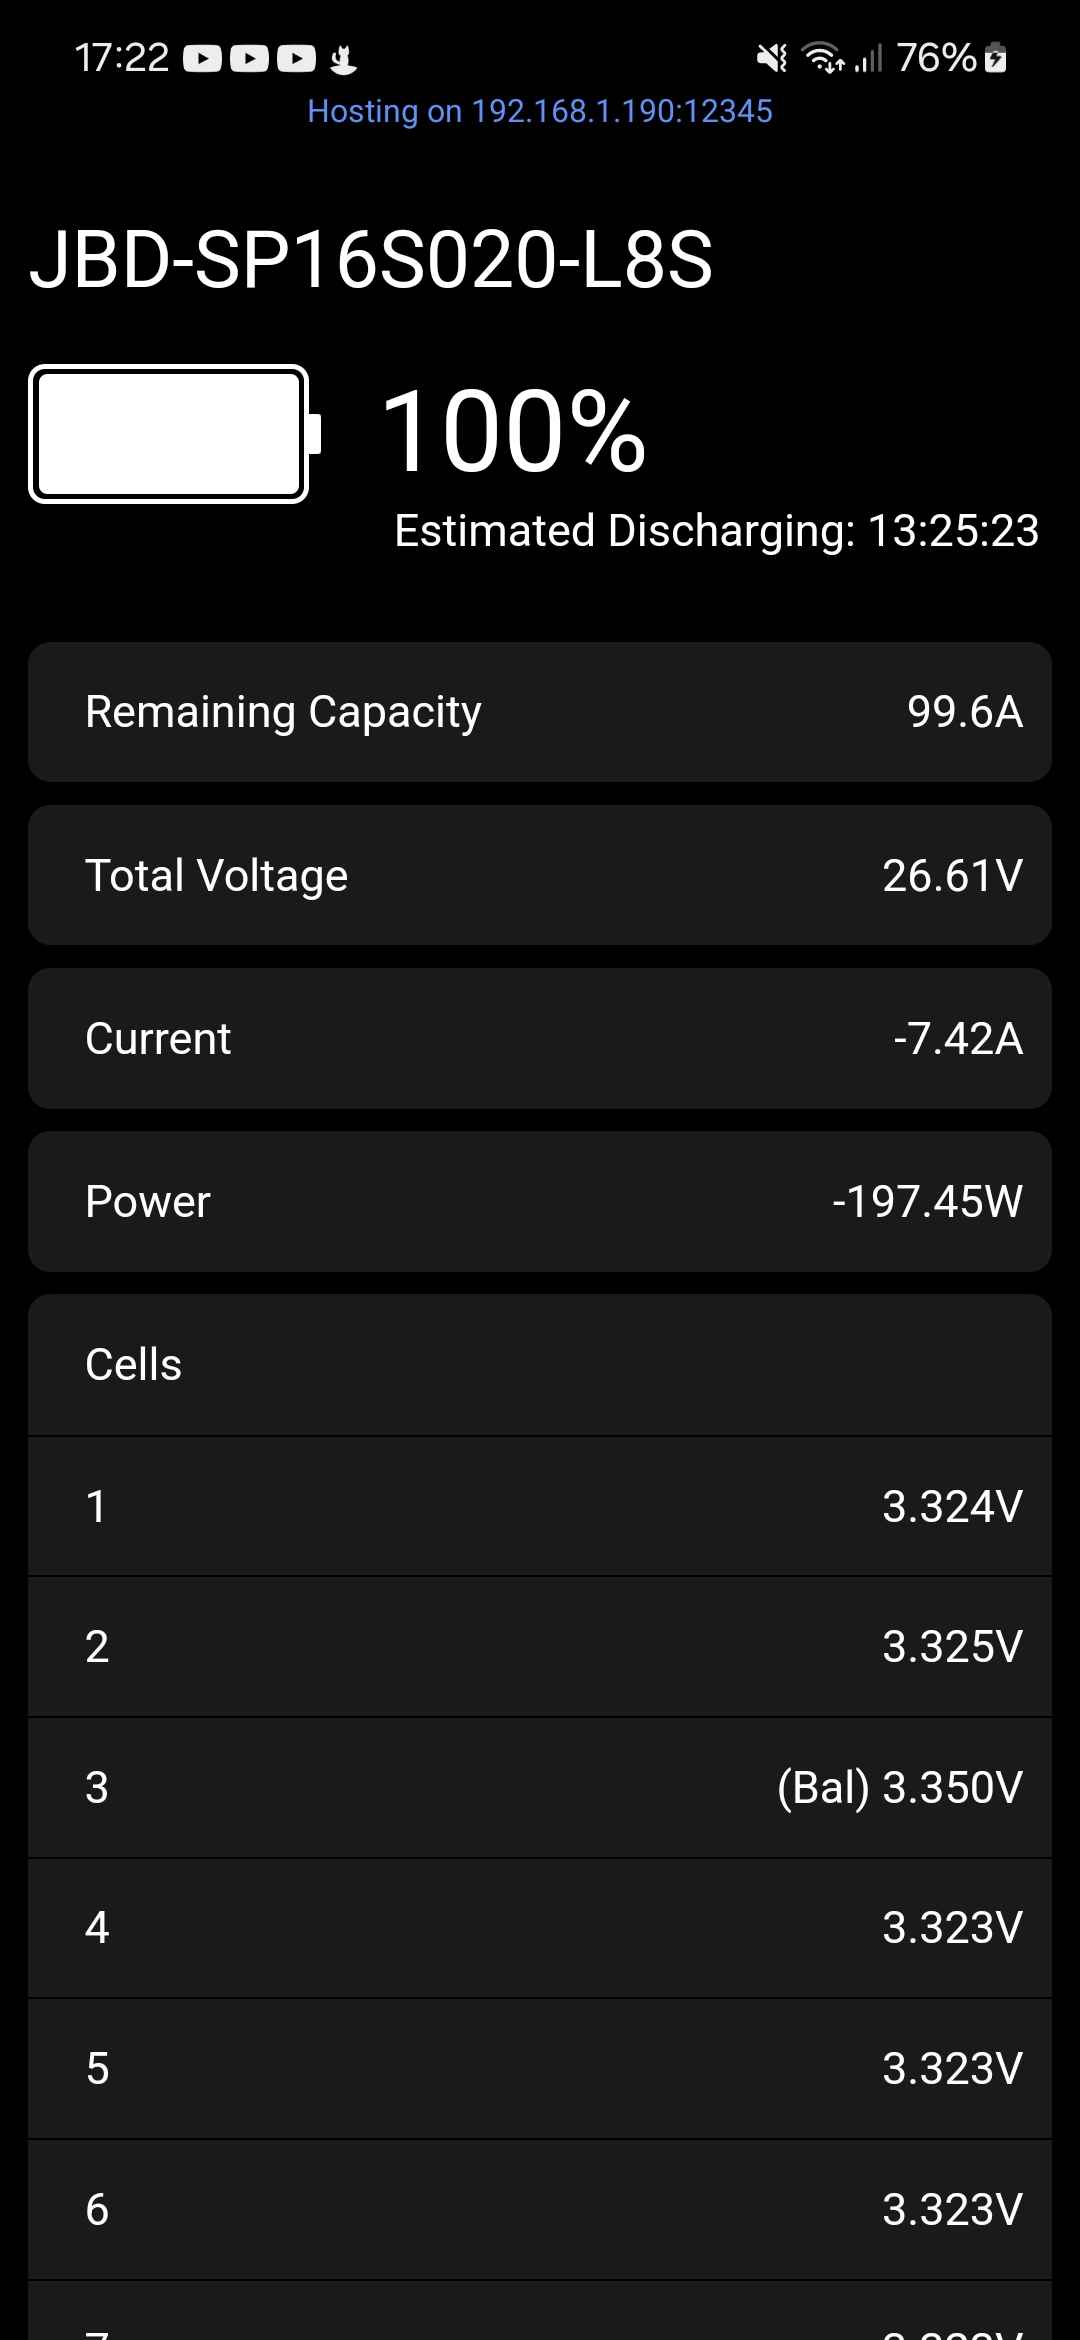 17:22 76%
Hosting on 192.168.1.190:12345
JBD-SP16S020-L8S
100%
Estimated Discharging: 13:25:23
Remaining Capacity 99.6A
Total Voltage 26.61V
Current -7.42A
Power -197.45W
Cells
1 3.324V
2 3.325V
3 (Bal) 3.350V
4 3.323V
5 3.323V
6 3.323V